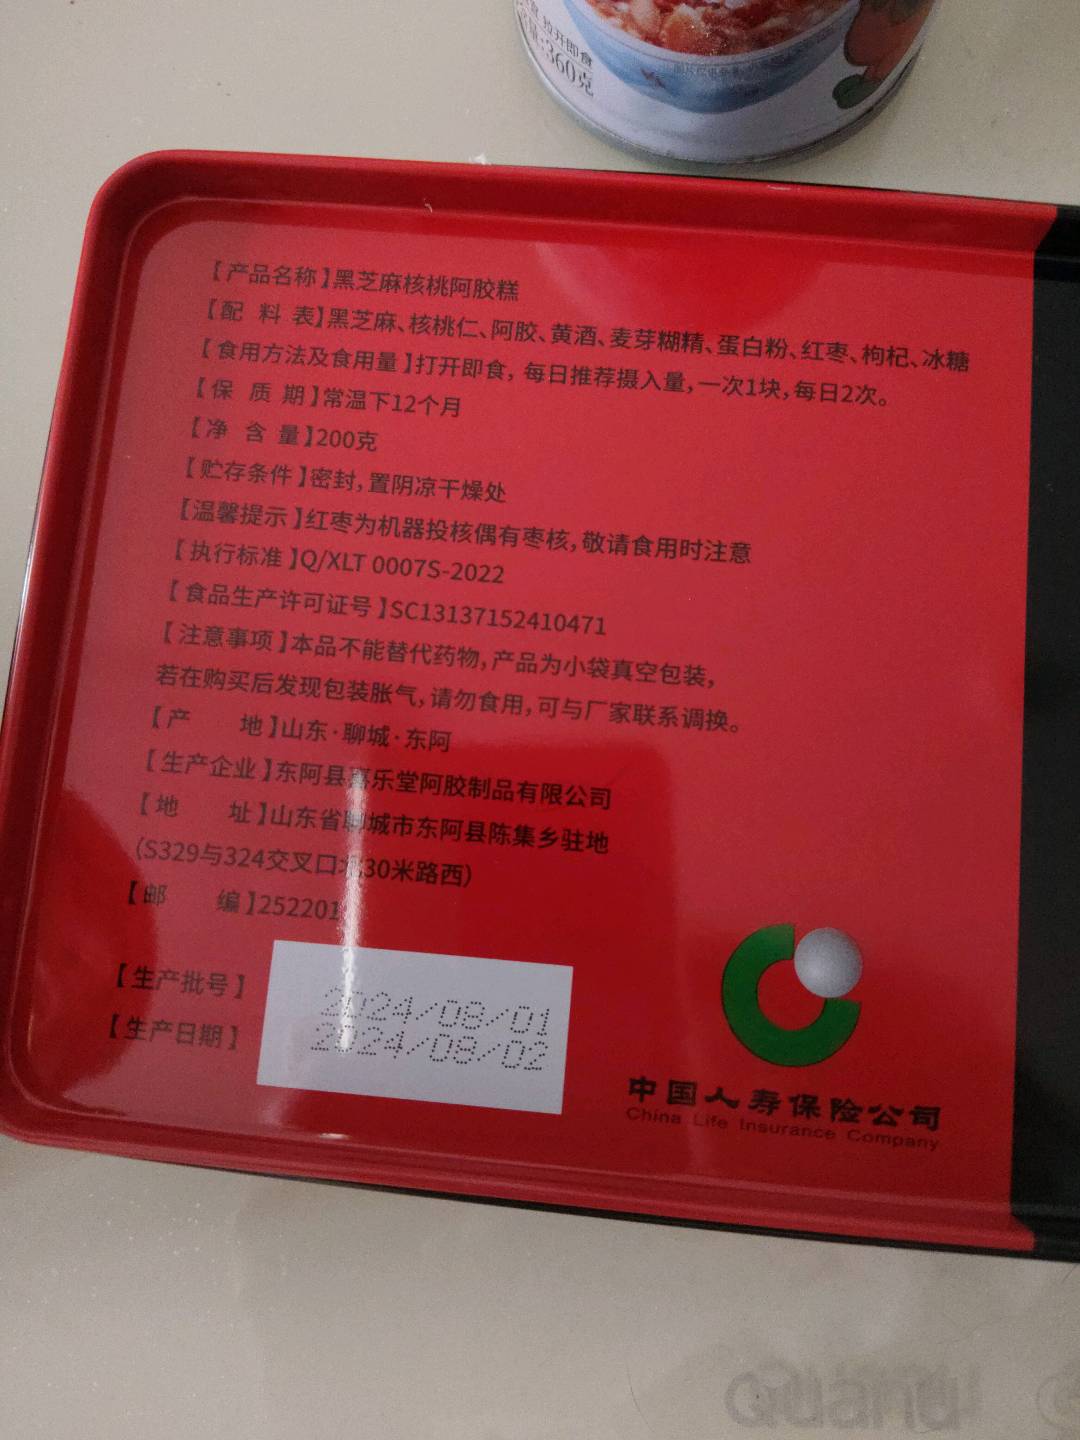 拉开即食
360克
【产品名称】黑芝麻核桃阿胶糕
【配 料 表】黑芝麻、核桃仁、阿胶、黄酒、麦芽糊精、蛋白粉、红枣、枸杞、冰糖
【食用方法及食用量】打开即食，每日推荐摄入量，一次1块，每日2次。
【保 质 期】常温下12个月
【净 含 量】200克
【贮存条件】密封，置阴凉干燥处
【温馨提示】红枣为机器投核偶有枣核，敬请食用时注意
【执行标准】Q/XLT 0007S-2022
【食品生产许可证号】SC13137152410471
【注意事项】本品不能替代药物，产品为小袋真空包装，
若在购买后发现包装胀气，请勿食用，可与厂家联系调换。
【产 地】山东·聊城·东阿
【生产企业】东阿县喜乐堂阿胶制品有限公司
【地 址】山东省聊城市东阿县陈集乡驻地
（S329与324交叉口北30米路西）
【邮 编】252201
【生产批号】 2024/08/01
【生产日期】 2024/08/02
中国人寿保险公司
China Life Insurance Company
QuanU